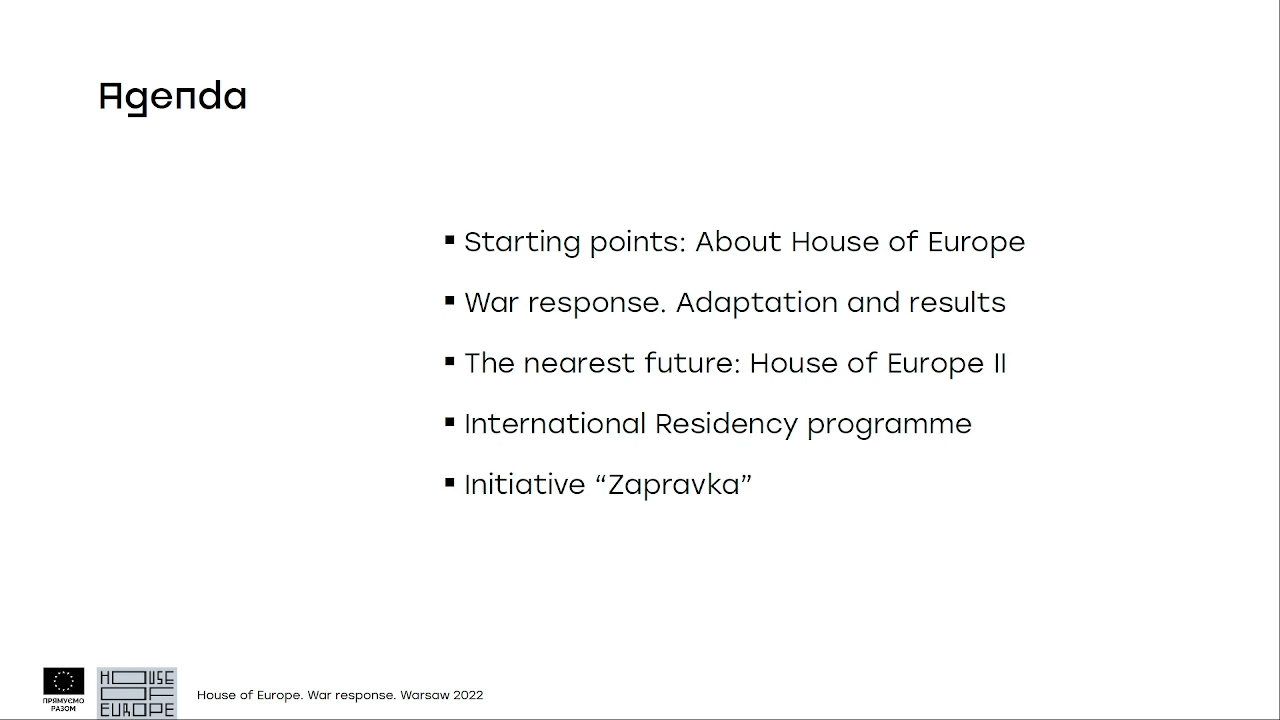 Agenda
▪ Starting points: About House of Europe
▪ War response. Adaptation and results
▪ The nearest future: House of Europe II
▪ International Residency programme
▪ Initiative “Zapravka”
ПРЯМУЄМО
РАЗОМ
HOUSE
OF
EUROPE
House of Europe. War response. Warsaw 2022